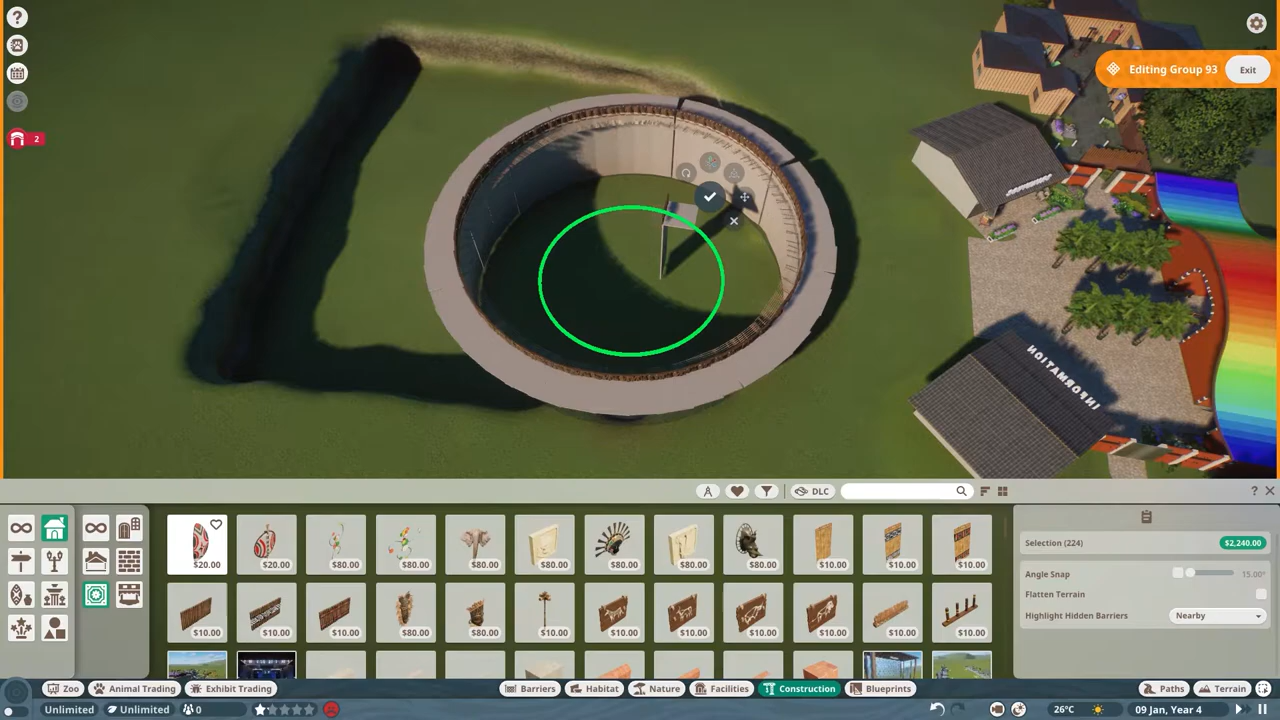 ?
Editing Group 93
Exit
2
INFORMATION
DLC
? 
Selection (224)
$2,240.00
Angle Snap
15.00°
Flatten Terrain
Highlight Hidden Barriers
Nearby
$20.00 $20.00 $80.00 $80.00 $80.00 $80.00 $80.00 $80.00 $80.00 $10.00 $10.00 $10.00
$10.00 $10.00 $10.00 $80.00 $80.00 $10.00 $10.00 $10.00 $10.00 $10.00 $10.00 $10.00
Zoo
Animal Trading
Exhibit Trading
Barriers
Habitat
Nature
Facilities
Construction
Blueprints
Paths
Terrain
Unlimited
Unlimited
0
26°C
09 Jan, Year 4